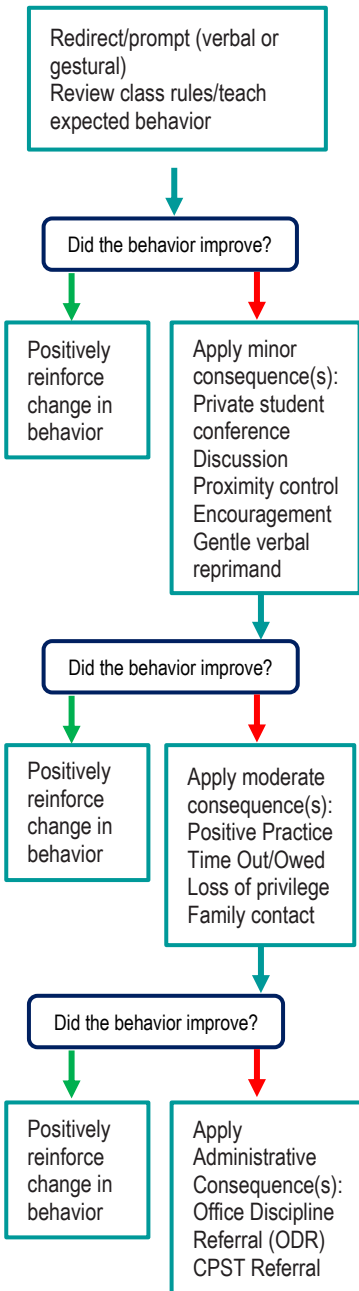 Redirect/prompt (verbal or
gestural)
Review class rules/teach
expected behavior
Did the behavior improve?
Positively
reinforce
change in
behavior
Apply minor
consequence(s):
Private student
conference
Discussion
Proximity control
Encouragement
Gentle verbal
reprimand
Did the behavior improve?
Positively
reinforce
change in
behavior
Apply moderate
consequence(s):
Positive Practice
Time Out/Owed
Loss of privilege
Family contact
Did the behavior improve?
Positively
reinforce
change in
behavior
Apply
Administrative
Consequence(s):
Office Discipline
Referral (ODR)
CPST Referral